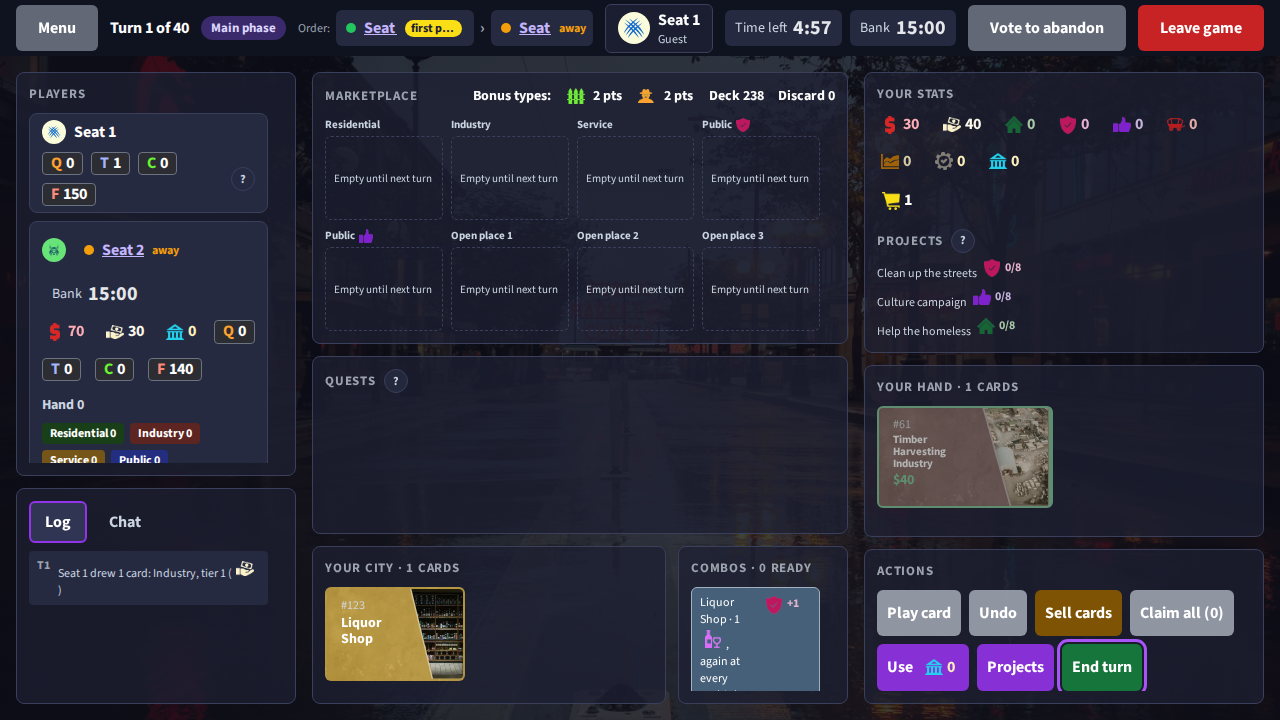 Menu
Turn 1 of 40
Main phase
Order:
Seat
first p...
›
Seat
away
Seat 1
Guest
Time left 4:57
Bank 15:00
Vote to abandon
Leave game
PLAYERS
Seat 1
Q 0
T 1
C 0
F 150
?
Seat 2 away
Bank 15:00
70
30
0
Q 0
T 0
C 0
F 140
Hand 0
Residential 0
Industry 0
Service 0
Public 0
Log
Chat
T1
Seat 1 drew 1 card: Industry, tier 1 (
)
MARKETPLACE
Bonus types:
2 pts
2 pts
Deck 238
Discard 0
Residential
Industry
Service
Public
Empty until next turn
Empty until next turn
Empty until next turn
Empty until next turn
Public
Open place 1
Open place 2
Open place 3
Empty until next turn
Empty until next turn
Empty until next turn
Empty until next turn
QUESTS
?
YOUR CITY · 1 CARDS
#123
Liquor
Shop
COMBOS · 0 READY
Liquor
Shop · 1
,
again at
every
+1
YOUR STATS
30
40
0
0
0
0
0
0
0
1
PROJECTS
?
Clean up the streets 0/8
Culture campaign 0/8
Help the homeless 0/8
YOUR HAND · 1 CARDS
#61
Timber
Harvesting
Industry
$40
ACTIONS
Play card
Undo
Sell cards
Claim all (0)
Use 0
Projects
End turn